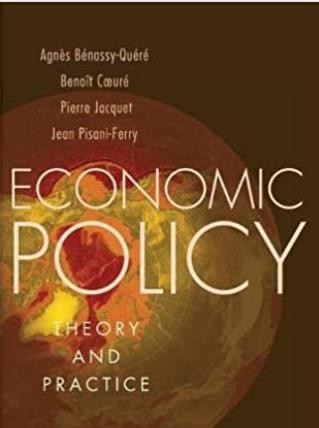 Agnès Bénassy-Quéré
Benoît Cœuré
Pierre Jacquet
Jean Pisani-Ferry
ECONOMIC
POLICY
THEORY
AND
PRACTICE